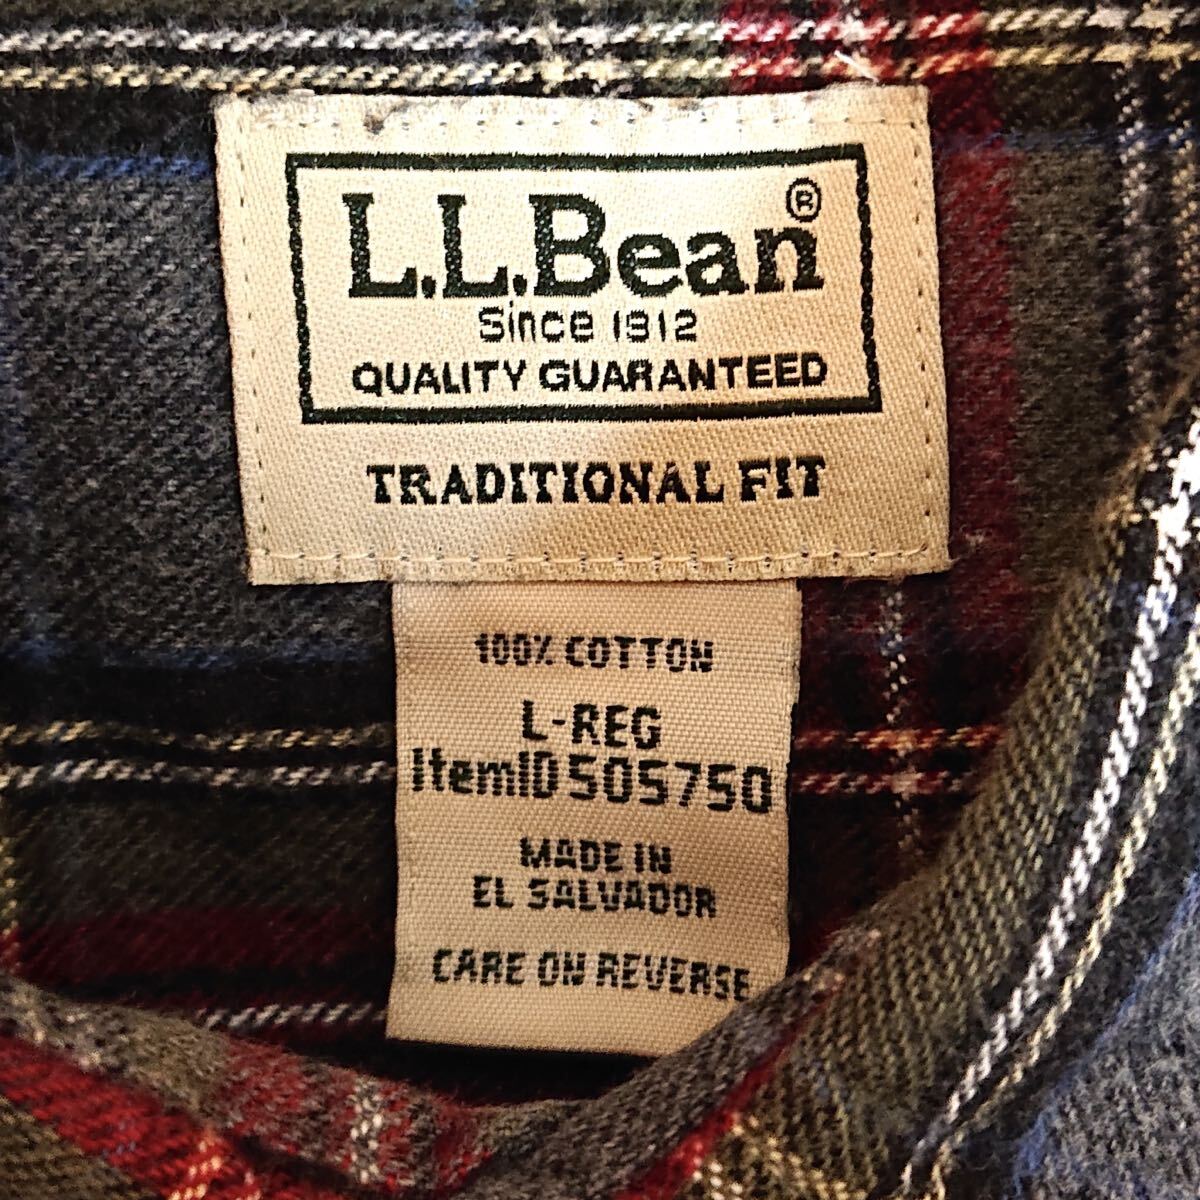 L.L.Bean®
Since 1912
QUALITY GUARANTEED
TRADITIONAL FIT
100% COTTON
L-REG
ItemID 505750
MADE IN
EL SALVADOR
CARE ON REVERSE